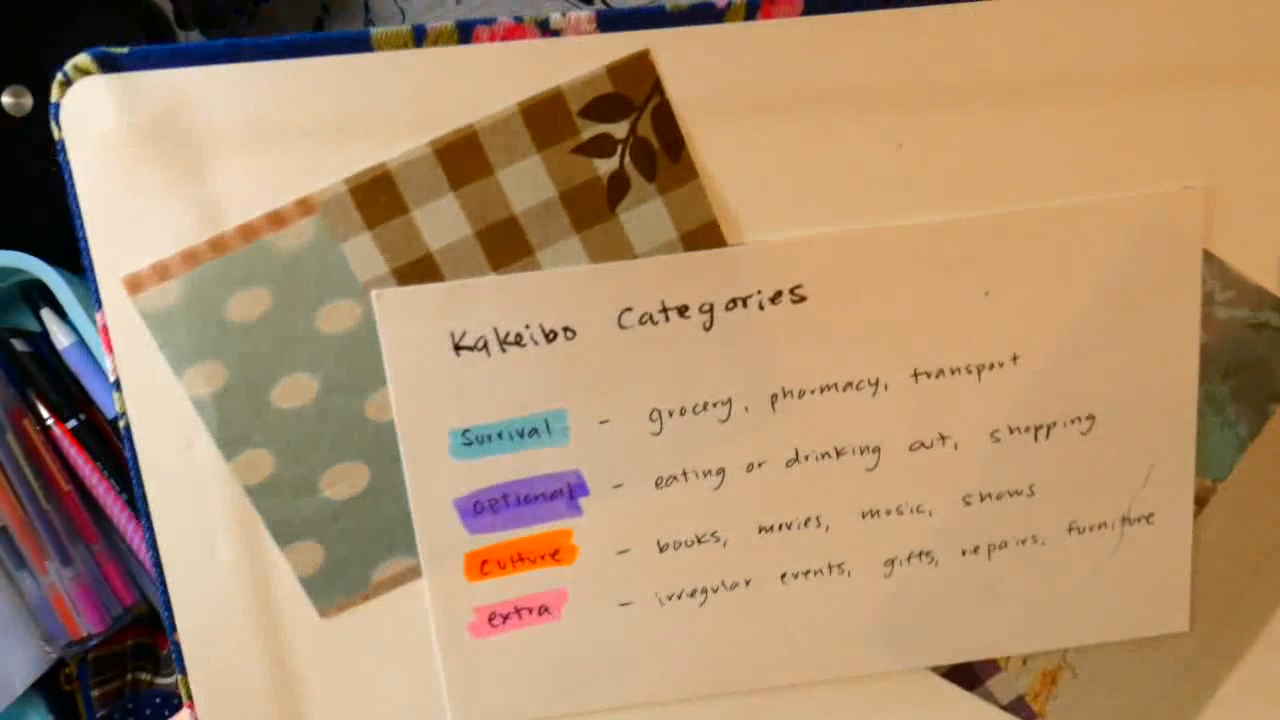 Kakeibo Categories
Survival - grocery, pharmacy, transport
optional - eating or drinking out, shopping
culture - books, movies, music, shows
extra - irregular events, gifts, repairs, furniture